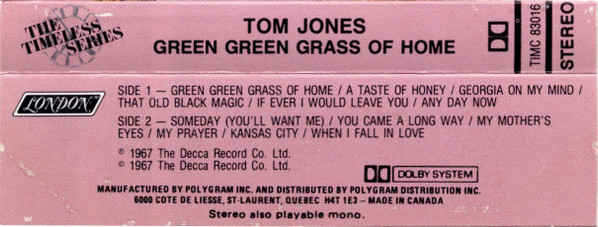 THE
TIMELESS
SERIES
TOM JONES
GREEN GREEN GRASS OF HOME
TIMC 83016
STEREO
LONDON
SIDE 1 — GREEN GREEN GRASS OF HOME / A TASTE OF HONEY / GEORGIA ON MY MIND /
THAT OLD BLACK MAGIC / IF EVER I WOULD LEAVE YOU / ANY DAY NOW
SIDE 2 — SOMEDAY (YOU'LL WANT ME) / YOU CAME A LONG WAY / MY MOTHER'S
EYES / MY PRAYER / KANSAS CITY / WHEN I FALL IN LOVE
℗ 1967 The Decca Record Co. Ltd.
© 1967 The Decca Record Co. Ltd.
DOLBY SYSTEM
MANUFACTURED BY POLYGRAM INC. AND DISTRIBUTED BY POLYGRAM DISTRIBUTION INC.
6000 COTE DE LIESSE, ST-LAURENT, QUEBEC H4T 1E3 – MADE IN CANADA
Stereo also playable mono.